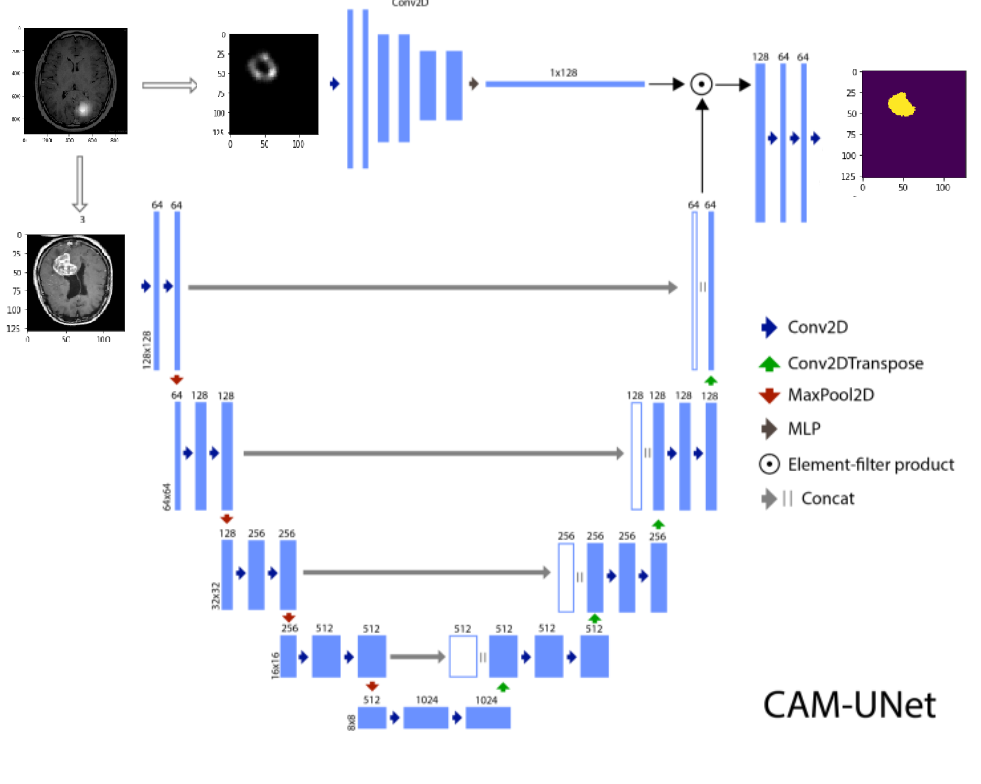 Conv2D
0
25
50
75
100
125
0 50 100
1x128
128 64 64
0
25
50
75
100
125
0 50 100
3
0
25
50
75
100
125
0 50 100
64 64
128x128
64 64
64 128 128
64x64
128 128 128 128
128 256 256
32x32
256 256 256 256
256 512 512
16x16
512 512 512 512
512 1024 1024
8x8
Conv2D
Conv2DTranspose
MaxPool2D
MLP
Element-filter product
|| Concat
CAM-UNet